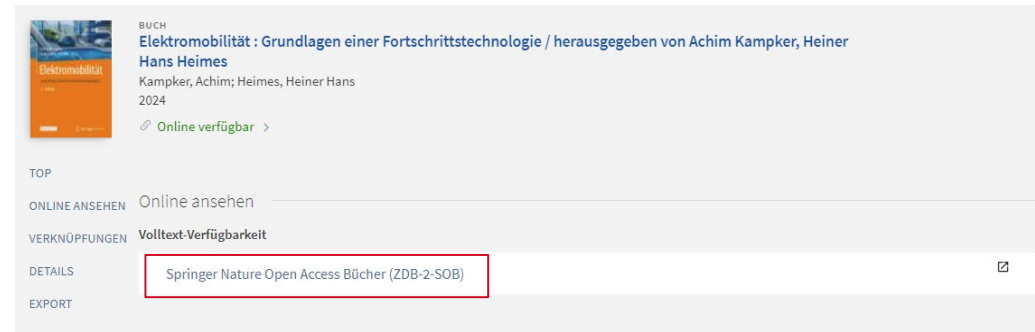 BUCH
Elektromobilität : Grundlagen einer Fortschrittstechnologie / herausgegeben von Achim Kampker, Heiner
Hans Heimes
Kampker, Achim; Heimes, Heiner Hans
2024
Online verfügbar >
Elektromobilität
TOP
ONLINE ANSEHEN
VERKNÜPFUNGEN
DETAILS
EXPORT
Online ansehen
Volltext-Verfügbarkeit
Springer Nature Open Access Bücher (ZDB-2-SOB)